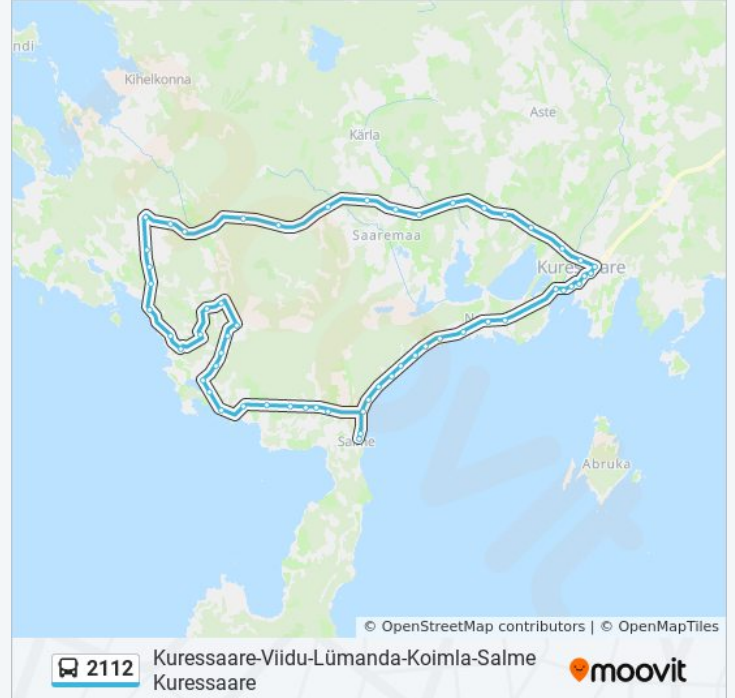 ndi
Kihelkonna
Aste
Kärla
Saaremaa
Kuressaare
N
Salme
Abruka
© OpenStreetMap contributors | © OpenMapTiles
2112
Kuressaare-Viidu-Lümanda-Koimla-Salme
Kuressaare
moovit